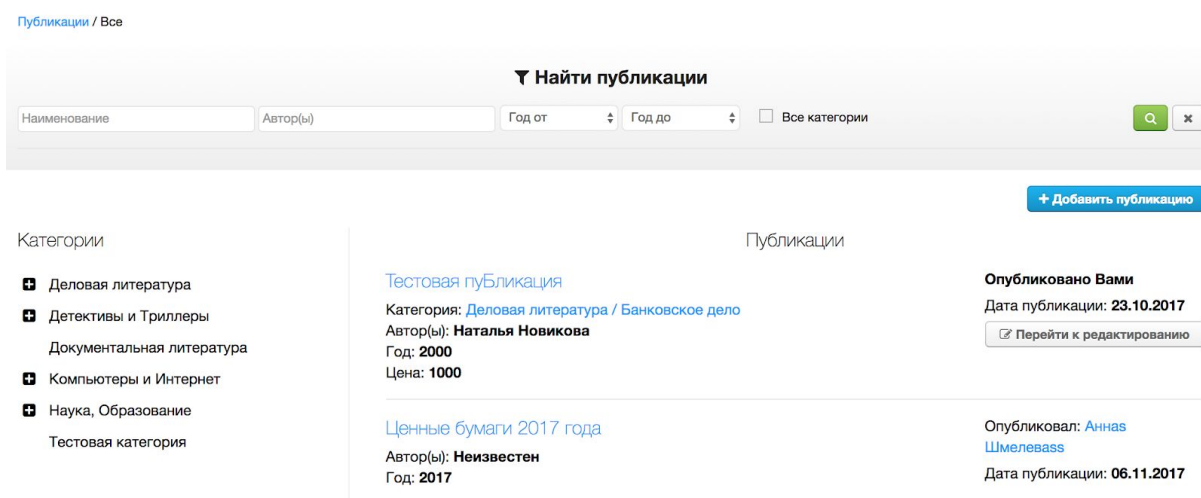 Публикации / Все
Найти публикации
Наименование
Автор(ы)
Год от
Год до
Все категории
+ Добавить публикацию
Категории
Деловая литература
Детективы и Триллеры
Документальная литература
Компьютеры и Интернет
Наука, Образование
Тестовая категория
Публикации
Тестовая пуБликация
Категория: Деловая литература / Банковское дело
Автор(ы): Наталья Новикова
Год: 2000
Цена: 1000
Опубликовано Вами
Дата публикации: 23.10.2017
Перейти к редактированию
Ценные бумаги 2017 года
Автор(ы): Неизвестен
Год: 2017
Опубликовал: Аннаs
Шмелеваss
Дата публикации: 06.11.2017